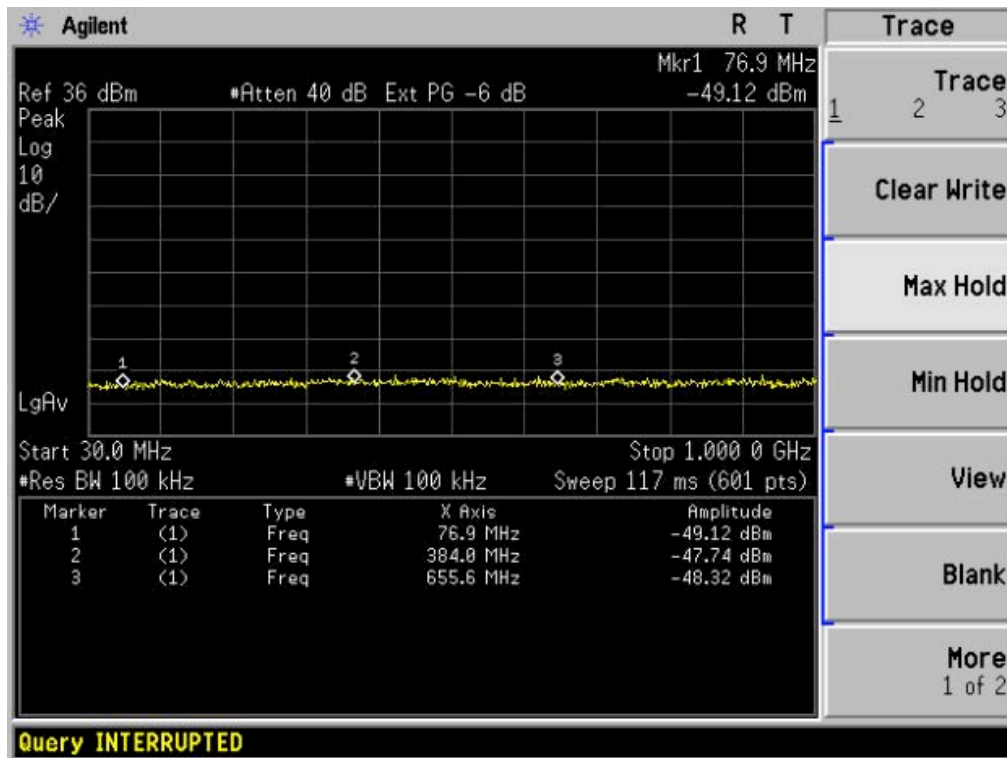 Agilent R T
Mkr1 76.9 MHz
Ref 36 dBm #Atten 40 dB Ext PG -6 dB -49.12 dBm
Peak
Log
10
dB/
1 2 3
LgAv
Start 30.0 MHz Stop 1.000 0 GHz
#Res BW 100 kHz #VBW 100 kHz Sweep 117 ms (601 pts)
Marker Trace Type X Axis Amplitude
1 (1) Freq 76.9 MHz -49.12 dBm
2 (1) Freq 384.0 MHz -47.74 dBm
3 (1) Freq 655.6 MHz -48.32 dBm
Query INTERRUPTED
Trace
Trace
1 2 3
Clear Write
Max Hold
Min Hold
View
Blank
More
1 of 2